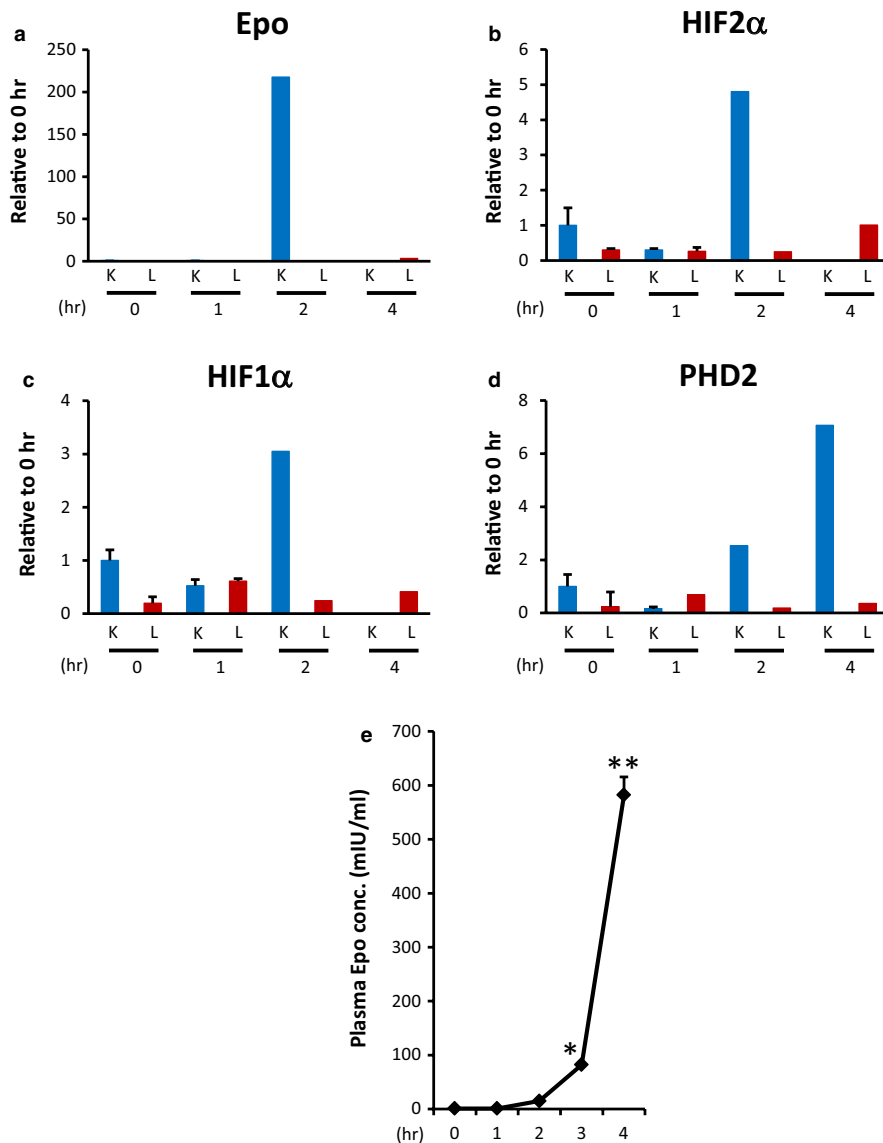 a
Epo
Relative to 0 hr
250
200
150
100
50
0
K L K L K L K L
(hr) 0 1 2 4
b
HIF2α
Relative to 0 hr
6
5
4
3
2
1
0
K L K L K L K L
(hr) 0 1 2 4
c
HIF1α
Relative to 0 hr
4
3
2
1
0
K L K L K L K L
(hr) 0 1 2 4
d
PHD2
Relative to 0 hr
8
6
4
2
0
K L K L K L K L
(hr) 0 1 2 4
e
Plasma Epo conc. (mIU/ml)
700
600
500
400
300
200
100
0
*
**
(hr) 0 1 2 3 4